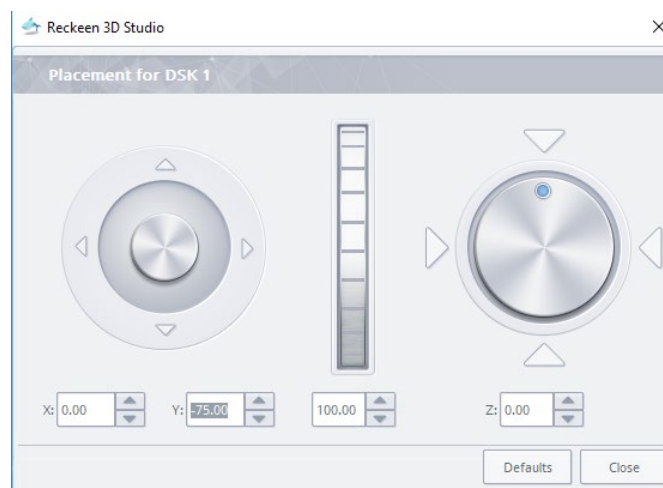 Reckeen 3D Studio
Placement for DSK 1
X: 0.00 Y: -75.00 100.00 Z: 0.00
Defaults Close